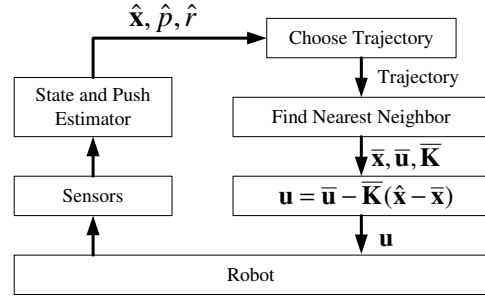 x̂, p̂, r̂
Choose Trajectory
Trajectory
State and Push
Estimator
Find Nearest Neighbor
x̄, ū, K̄
Sensors
u = ū − K̄(x̂ − x̄)
u
Robot